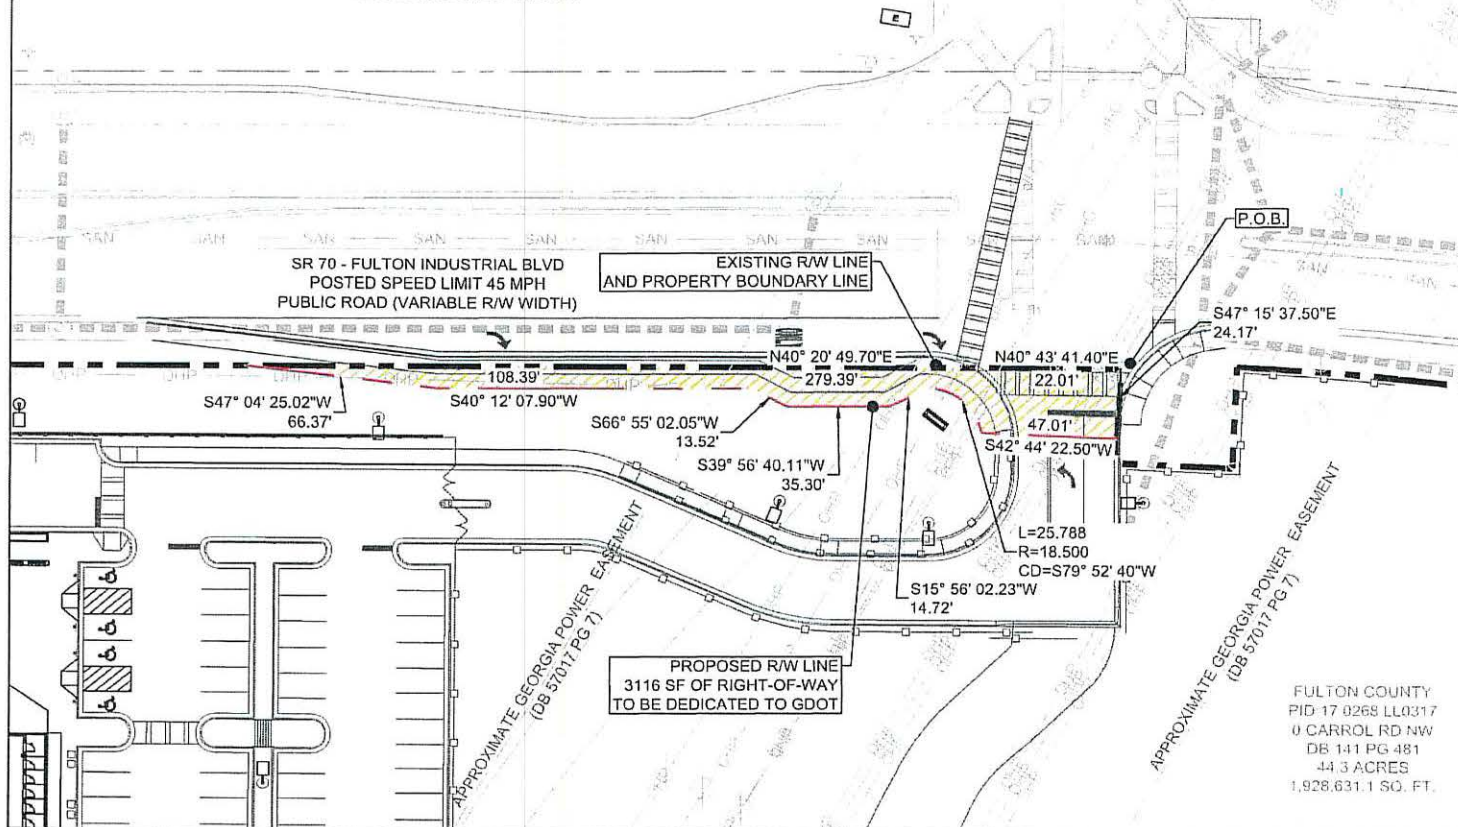 E
P.O.B.
SAN SAN SAN SAN SAN SAN SAN SAN
SR 70 - FULTON INDUSTRIAL BLVD
POSTED SPEED LIMIT 45 MPH
PUBLIC ROAD (VARIABLE R/W WIDTH)
EXISTING R/W LINE
AND PROPERTY BOUNDARY LINE
S47° 15' 37.50"E
24.17'
N40° 20' 49.70"E
279.39'
N40° 43' 41.40"E
22.01'
108.39'
S40° 12' 07.90"W
S47° 04' 25.02"W
66.37'
S66° 55' 02.05"W
13.52'
S39° 56' 40.11"W
35.30'
47.01'
S42° 44' 22.50"W
L=25.788
R=18.500
CD=S79° 52' 40"W
S15° 56' 02.23"W
14.72'
APPROXIMATE GEORGIA POWER EASEMENT
(DB 57017 PG 7)
PROPOSED R/W LINE
3116 SF OF RIGHT-OF-WAY
TO BE DEDICATED TO GDOT
APPROXIMATE GEORGIA POWER EASEMENT
(DB 57017 PG 7)
FULTON COUNTY
PID 17 0268 LL0317
0 CARROL RD NW
DB 141 PG 481
44.3 ACRES
1,928,631.1 SQ. FT.